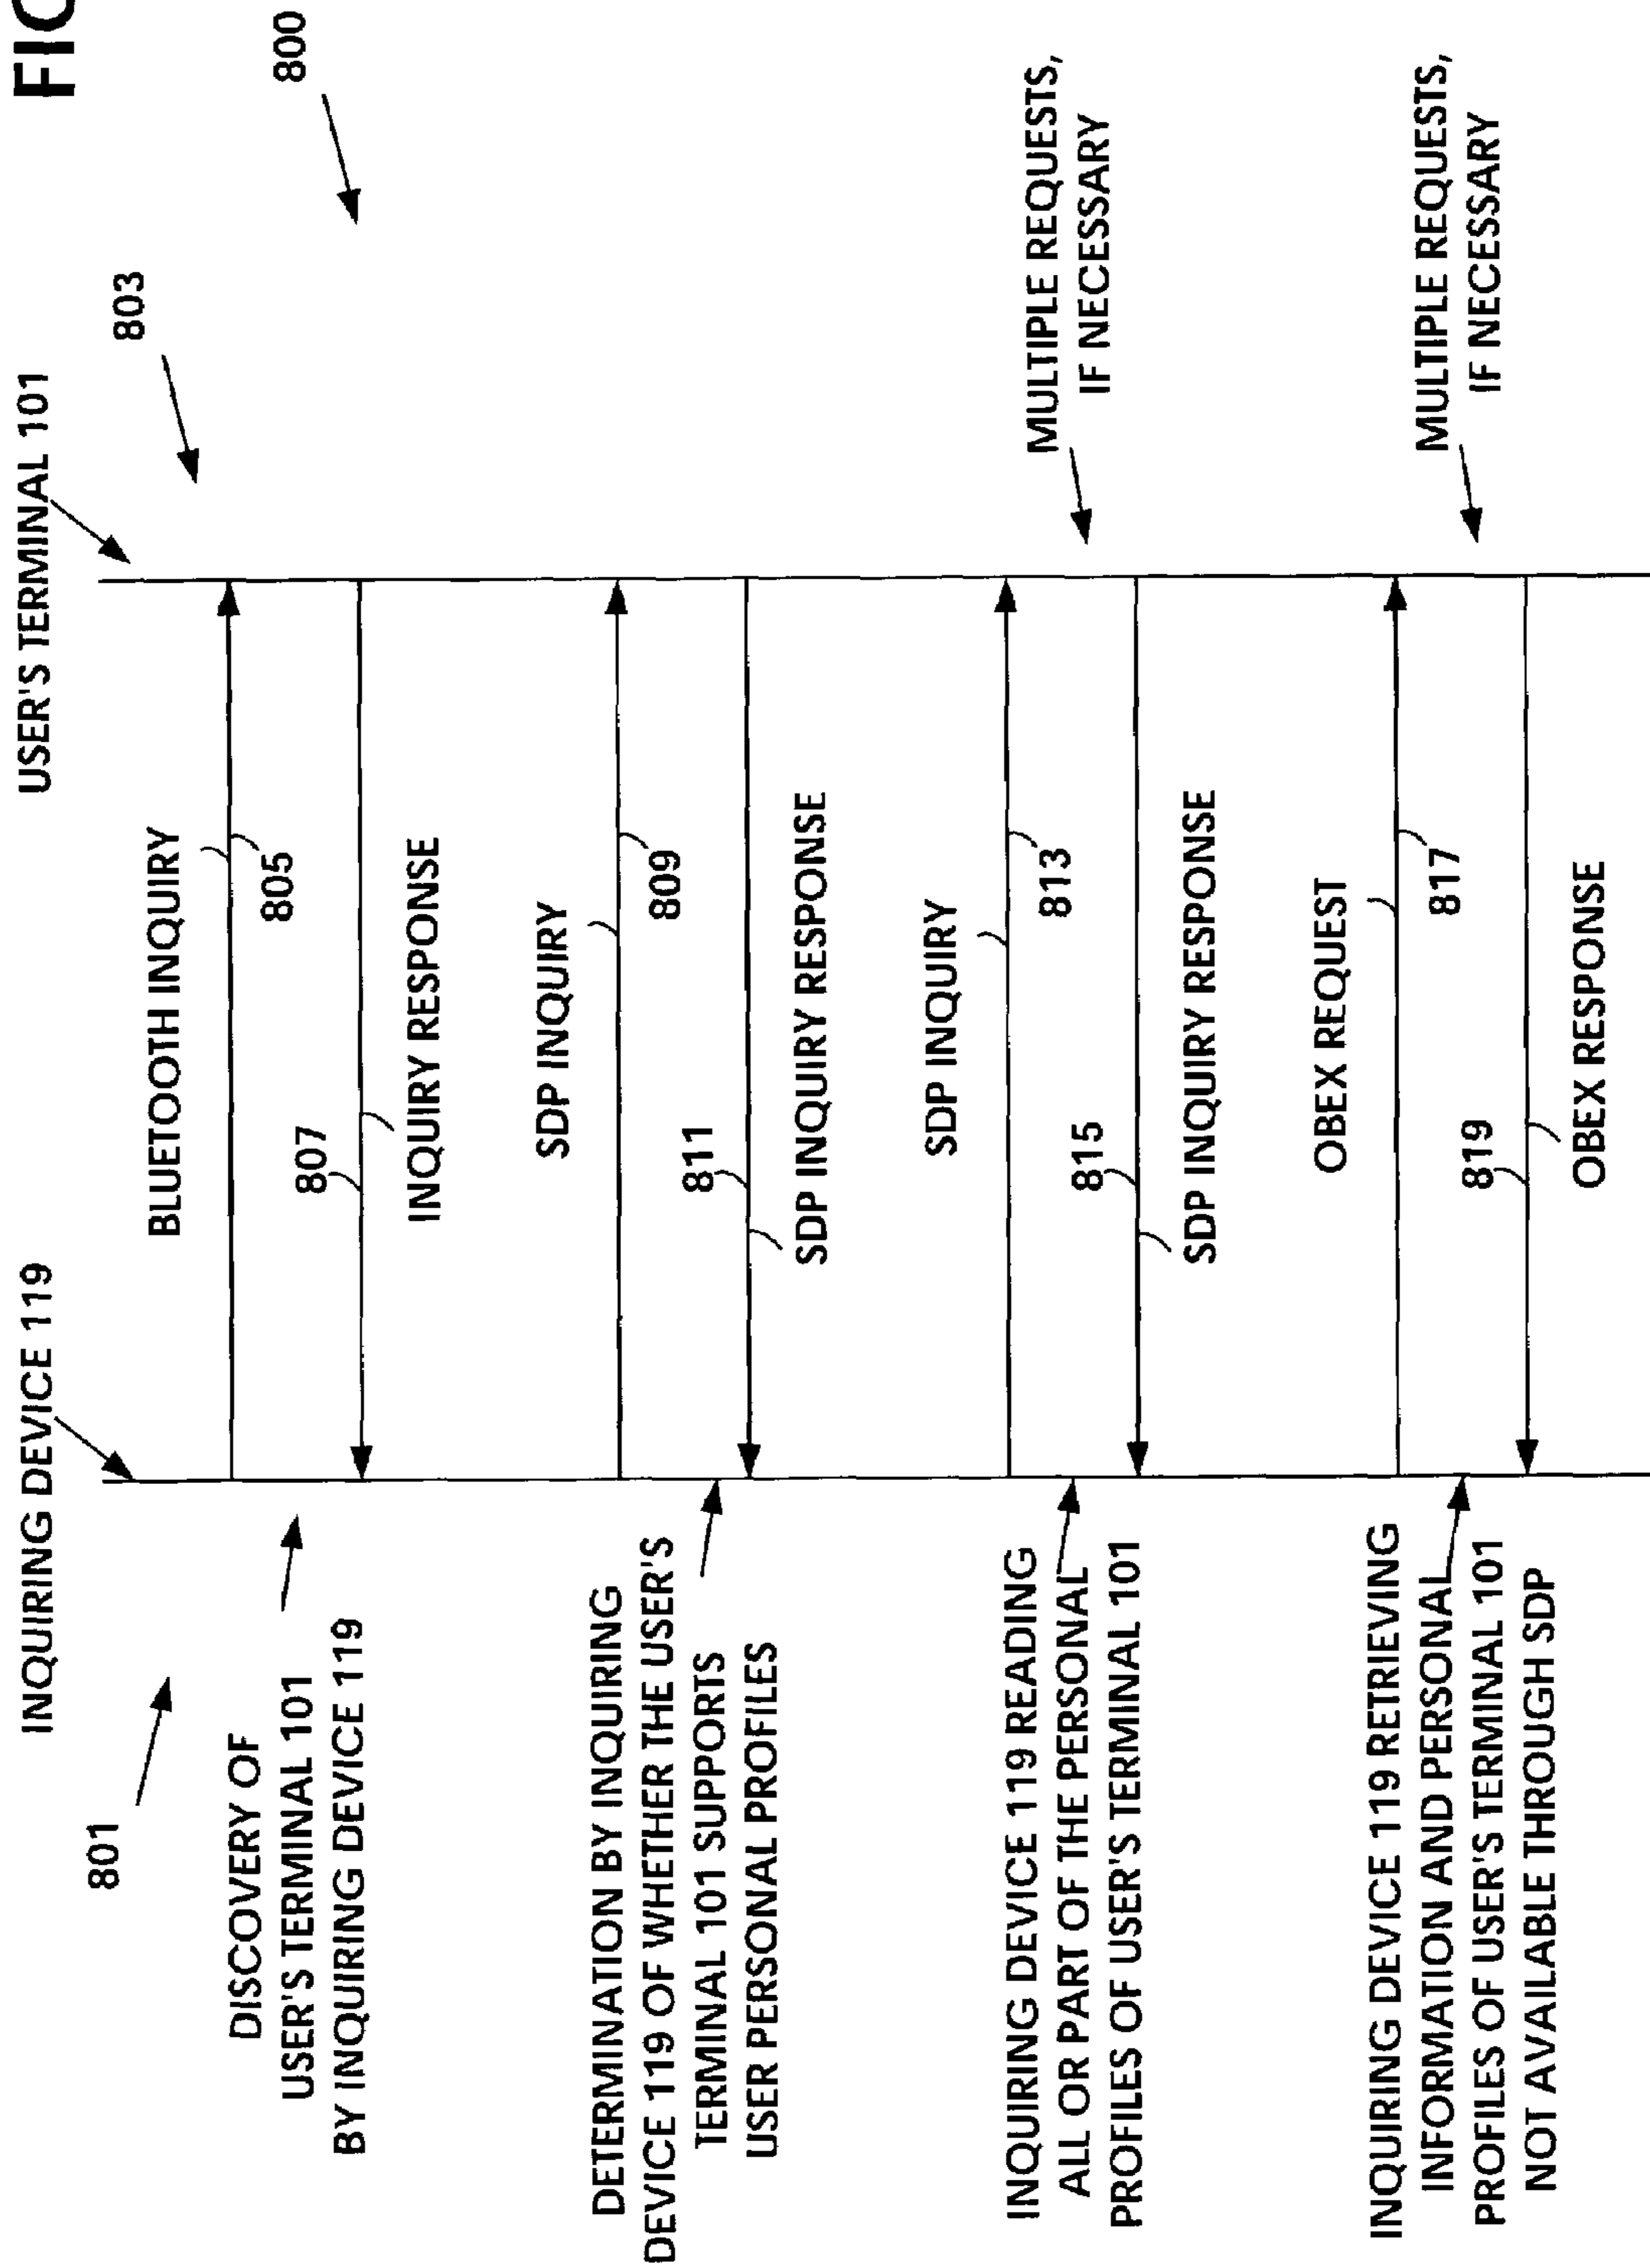 FIG
800
803
USER'S TERMINAL 101
INQUIRING DEVICE 119
801
DISCOVERY OF
USER'S TERMINAL 101
BY INQUIRING DEVICE 119
BLUETOOTH INQUIRY
805
807
INQUIRY RESPONSE
DETERMINATION BY INQUIRING
DEVICE 119 OF WHETHER THE USER'S
TERMINAL 101 SUPPORTS
USER PERSONAL PROFILES
SDP INQUIRY
809
811
SDP INQUIRY RESPONSE
INQUIRING DEVICE 119 READING
ALL OR PART OF THE PERSONAL
PROFILES OF USER'S TERMINAL 101
SDP INQUIRY
813
815
SDP INQUIRY RESPONSE
MULTIPLE REQUESTS,
IF NECESSARY
INQUIRING DEVICE 119 RETRIEVING
INFORMATION AND PERSONAL
PROFILES OF USER'S TERMINAL 101
NOT AVAILABLE THROUGH SDP
OBEX REQUEST
817
819
OBEX RESPONSE
MULTIPLE REQUESTS,
IF NECESSARY